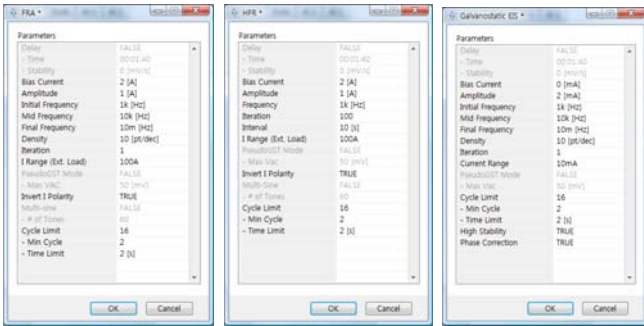 FRA *
Parameters
Delay FALSE
- Time 00:01:40
- Stability 0 [mV/s]
Bias Current 2 [A]
Amplitude 1 [A]
Initial Frequency 1k [Hz]
Mid Frequency 10k [Hz]
Final Frequency 10m [Hz]
Density 10 [pt/dec]
Iteration 1
I Range (Ext. Load) 100A
PseudoGST Mode FALSE
- Max VAC 50 [mV]
Invert I Polarity TRUE
Multi-sine FALSE
- # of Tones 60
Cycle Limit 16
- Min Cycle 2
- Time Limit 2 [s]
OK Cancel
HFR *
Parameters
Delay FALSE
- Time 00:01:40
- Stability 0 [mV/s]
Bias Current 2 [A]
Amplitude 1 [A]
Frequency 1k [Hz]
Iteration 100
Interval 10 [s]
I Range (Ext. Load) 100A
PseudoGST Mode FALSE
- Max Vac 50 [mV]
Invert I Polarity TRUE
Multi-Sine FALSE
- # of Tones 60
Cycle Limit 16
- Min Cycle 2
- Time Limit 2 [s]
OK Cancel
Galvanostatic EIS *
Parameters
Delay FALSE
- Time 00:01:40
- Stability 0 [mV/s]
Bias Current 0 [mA]
Amplitude 2 [mA]
Initial Frequency 1k [Hz]
Mid Frequency 10k [Hz]
Final Frequency 10m [Hz]
Density 10 [pt/dec]
Iteration 1
Current Range 10mA
PseudoGST Mode FALSE
- Max Vac 50 [mV]
Cycle Limit 16
- Min Cycle 2
- Time Limit 2 [s]
High Stability TRUE
Phase Correction TRUE
OK Cancel